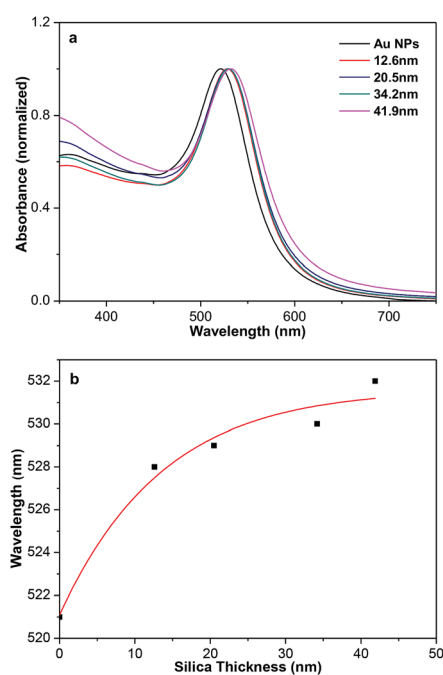 a
Au NPs
12.6nm
20.5nm
34.2nm
41.9nm
Absorbance (normalized)
1.2
0.8
0.4
0.0
400 500 600 700
Wavelength (nm)
b
Wavelength (nm)
532
530
528
526
524
522
520
0 10 20 30 40 50
Silica Thickness (nm)